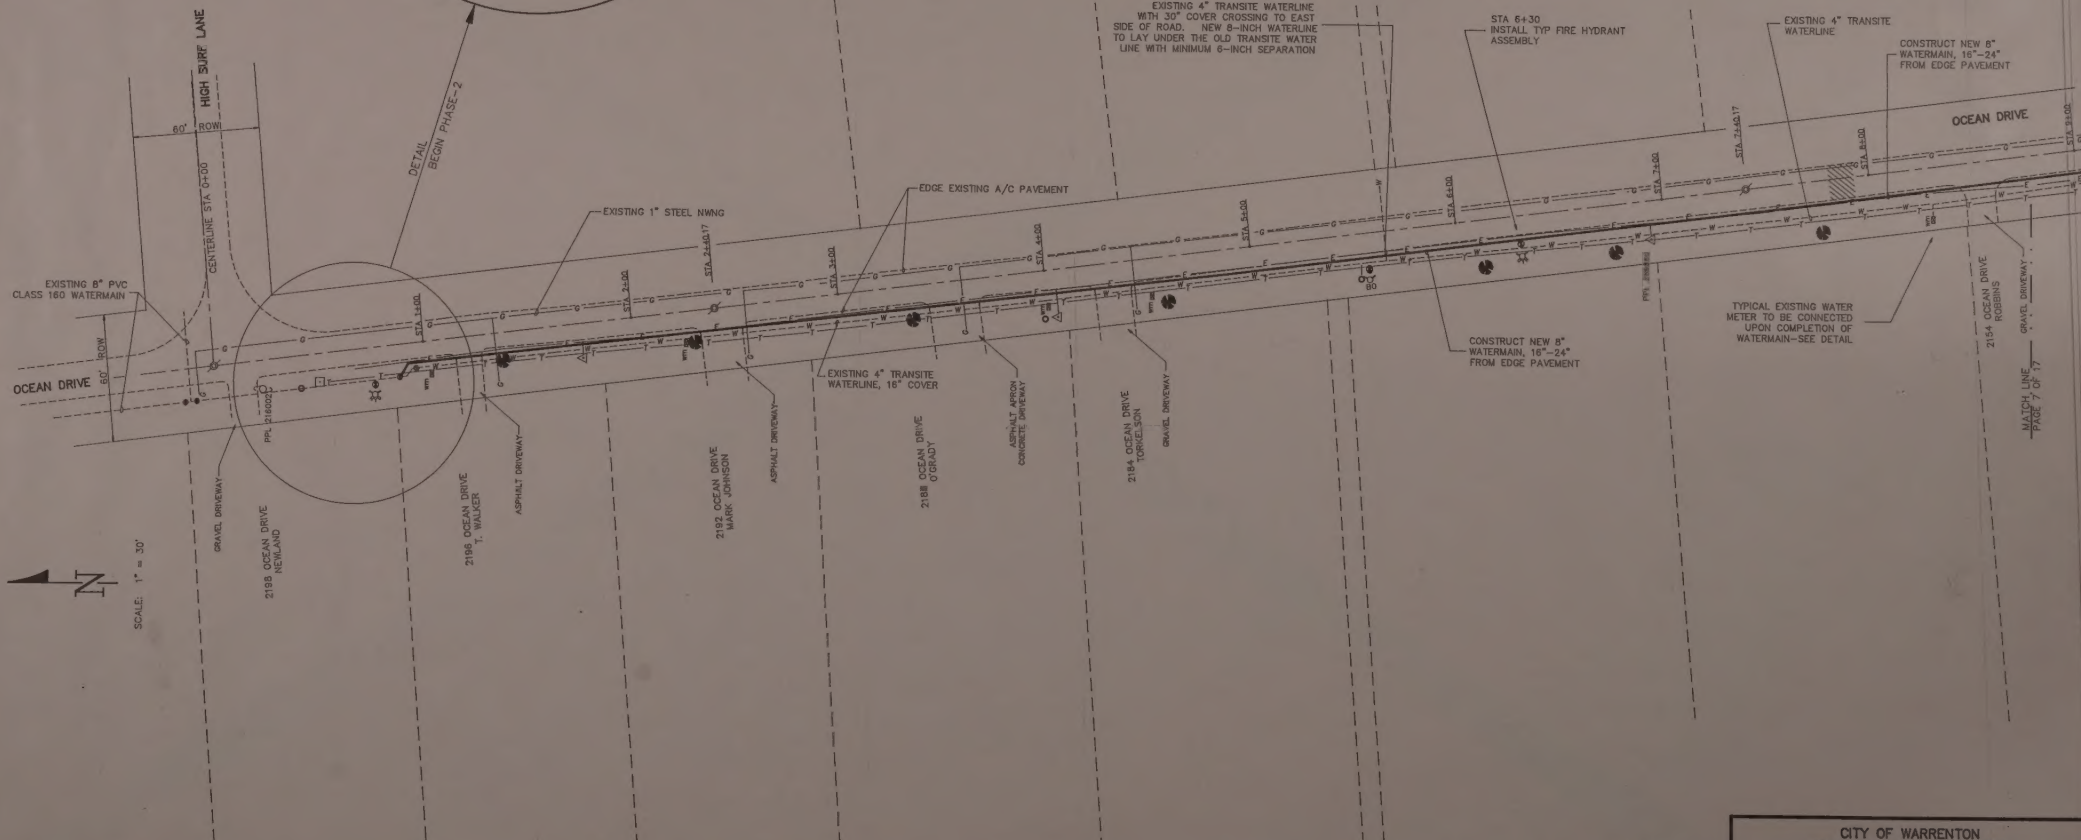 HIGH SURF LANE
60' ROW
CENTERLINE STA 0+00
DETAIL
BEGIN PHASE-2
EXISTING 4" TRANSITE WATERLINE
WITH 30" COVER CROSSING TO EAST
SIDE OF ROAD. NEW 8-INCH WATERLINE
TO LAY UNDER THE OLD TRANSITE WATER
LINE WITH MINIMUM 6-INCH SEPARATION
STA 6+30
INSTALL TYP FIRE HYDRANT
ASSEMBLY
EXISTING 4" TRANSITE
WATERLINE
CONSTRUCT NEW 8"
WATERMAIN, 16"-24"
FROM EDGE PAVEMENT
OCEAN DRIVE
EXISTING 1" STEEL NWNG
EDGE EXISTING A/C PAVEMENT
EXISTING 8" PVC
CLASS 160 WATERMAIN
60' ROW
OCEAN DRIVE
STA 1+00
STA 2+00
STA 2+40.17
STA 3+00
STA 4+00
STA 5+00
STA 6+00
STA 7+00
STA 7+40.17
STA 8+00
STA 9+00
PPL 216002
BO
EXISTING 4" TRANSITE
WATERLINE, 16" COVER
CONSTRUCT NEW 8"
WATERMAIN, 16"-24"
FROM EDGE PAVEMENT
TYPICAL EXISTING WATER
METER TO BE CONNECTED
UPON COMPLETION OF
WATERMAIN-SEE DETAIL
GRAVEL DRIVEWAY
2198 OCEAN DRIVE
NEWLAND
2196 OCEAN DRIVE
T. WALKER
ASPHALT DRIVEWAY
2192 OCEAN DRIVE
MARK JOHNSON
ASPHALT DRIVEWAY
2188 OCEAN DRIVE
O'GRADY
ASPHALT APRON
CONCRETE DRIVEWAY
2184 OCEAN DRIVE
TORKELSON
GRAVEL DRIVEWAY
2154 OCEAN DRIVE
ROBBINS
GRAVEL DRIVEWAY
MATCH LINE
PAGE 7 OF 17
N
SCALE: 1" = 30'
CITY OF WARRENTON